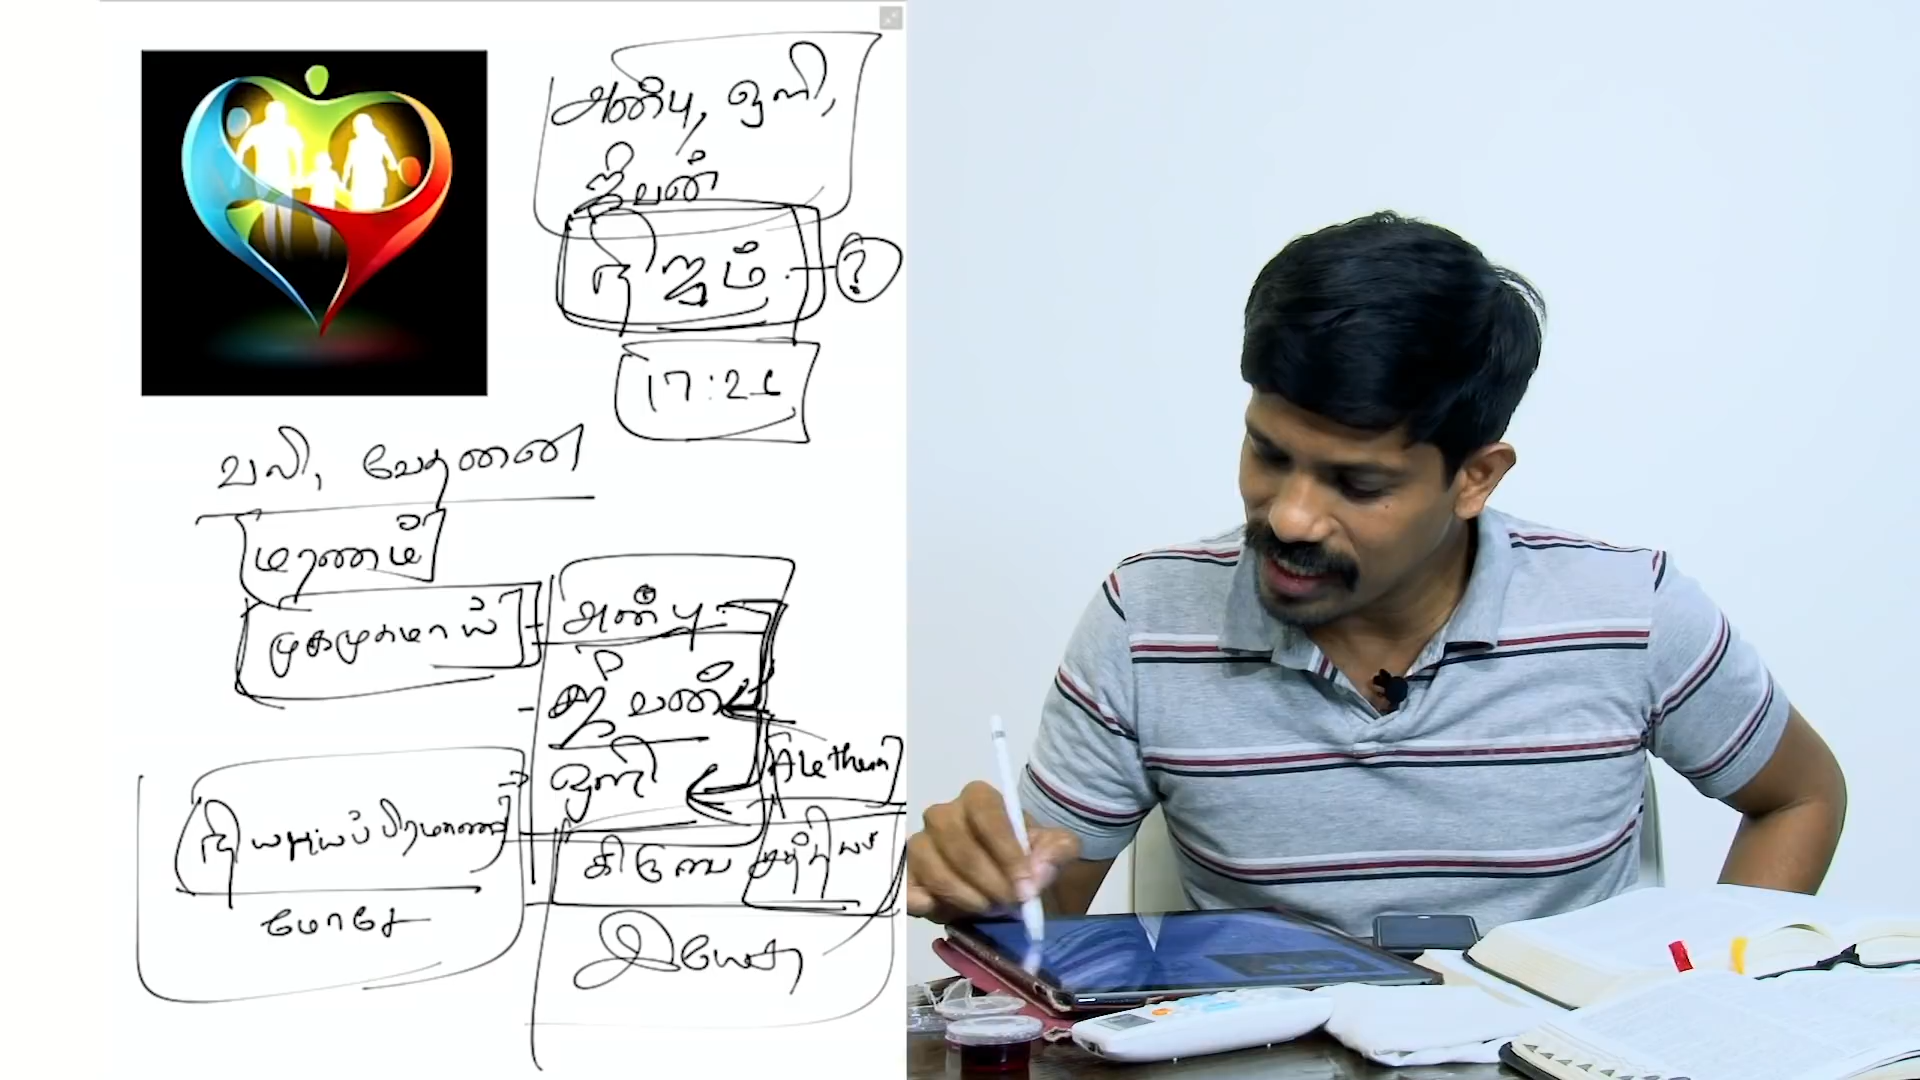 அன்பு, ஒளி,
ஜீவன்
நிஜம் - ?
17:21
வலி, வேதனை
மரணம்
முகமுகமாய்
- அன்பு
- ஜீவன்
ஒளி
Aletheia
நியாயப்பிரமாணம்
கிருபை
சத்தியம்
மோசே
இயேசு